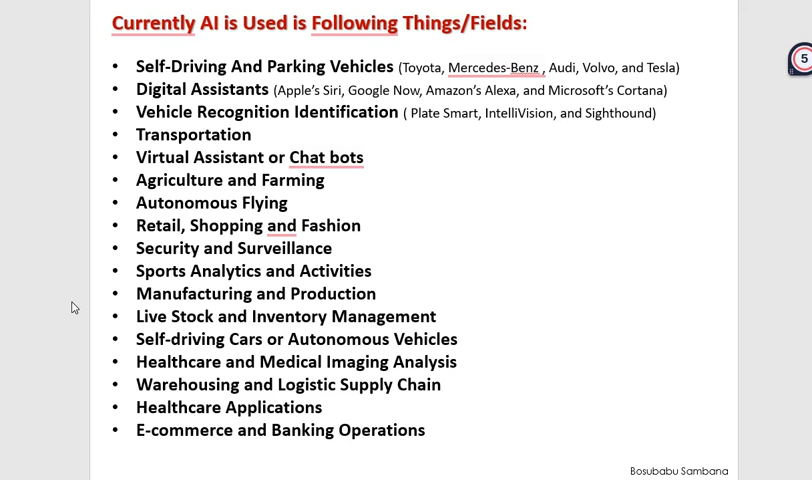 Currently AI is Used is Following Things/Fields:
• Self-Driving And Parking Vehicles (Toyota, Mercedes-Benz , Audi, Volvo, and Tesla)
• Digital Assistants (Apple's Siri, Google Now, Amazon's Alexa, and Microsoft's Cortana)
• Vehicle Recognition Identification ( Plate Smart, IntelliVision, and Sighthound)
• Transportation
• Virtual Assistant or Chat bots
• Agriculture and Farming
• Autonomous Flying
• Retail, Shopping and Fashion
• Security and Surveillance
• Sports Analytics and Activities
• Manufacturing and Production
• Live Stock and Inventory Management
• Self-driving Cars or Autonomous Vehicles
• Healthcare and Medical Imaging Analysis
• Warehousing and Logistic Supply Chain
• Healthcare Applications
• E-commerce and Banking Operations
Bosubabu Sambana
5